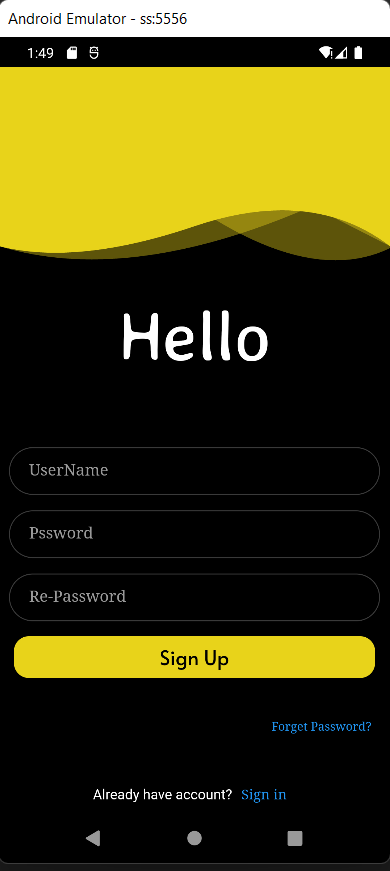 Android Emulator - ss:5556
1:49
Hello
UserName
Pssword
Re-Password
Sign Up
Forget Password?
Already have account? Sign in